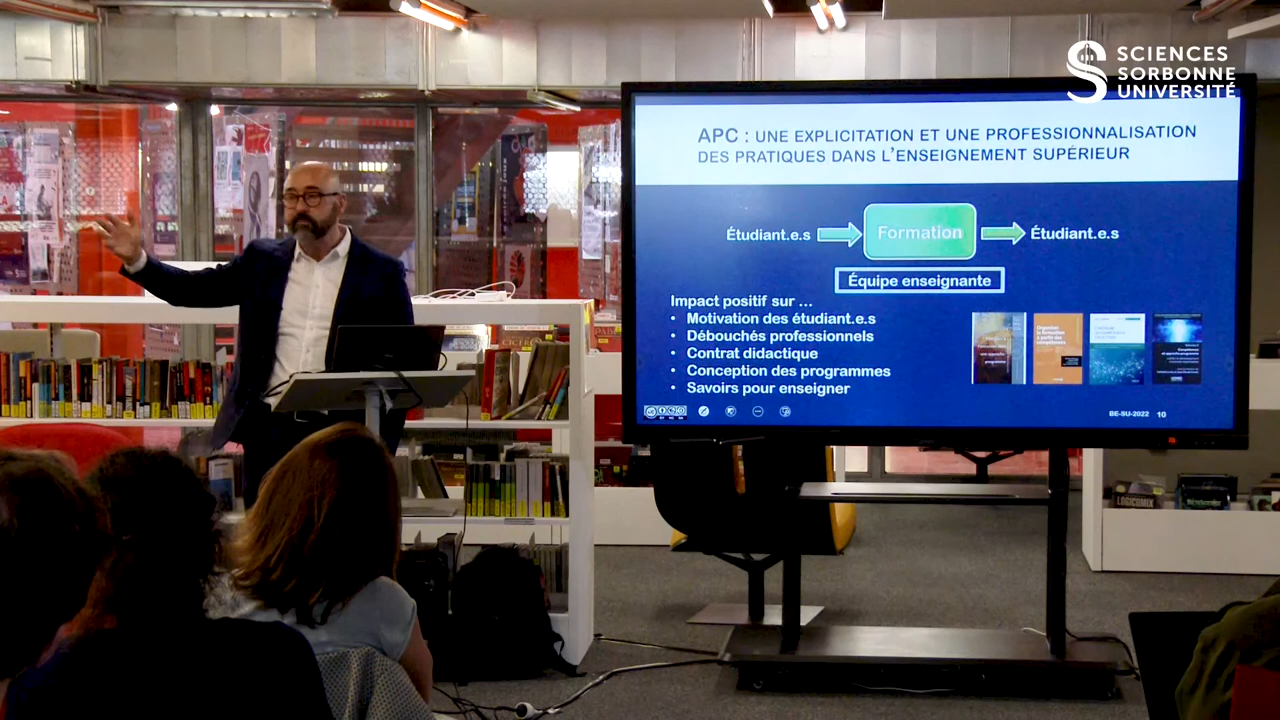 SCIENCES
SORBONNE
UNIVERSITÉ
APC : UNE EXPLICITATION ET UNE PROFESSIONNALISATION
DES PRATIQUES DANS L'ENSEIGNEMENT SUPÉRIEUR
Étudiant.e.s Formation Étudiant.e.s
Équipe enseignante
Impact positif sur ...
• Motivation des étudiant.e.s
• Débouchés professionnels
• Contrat didactique
• Conception des programmes
• Savoirs pour enseigner
BE-SU-2022 10
LOGICOMIX